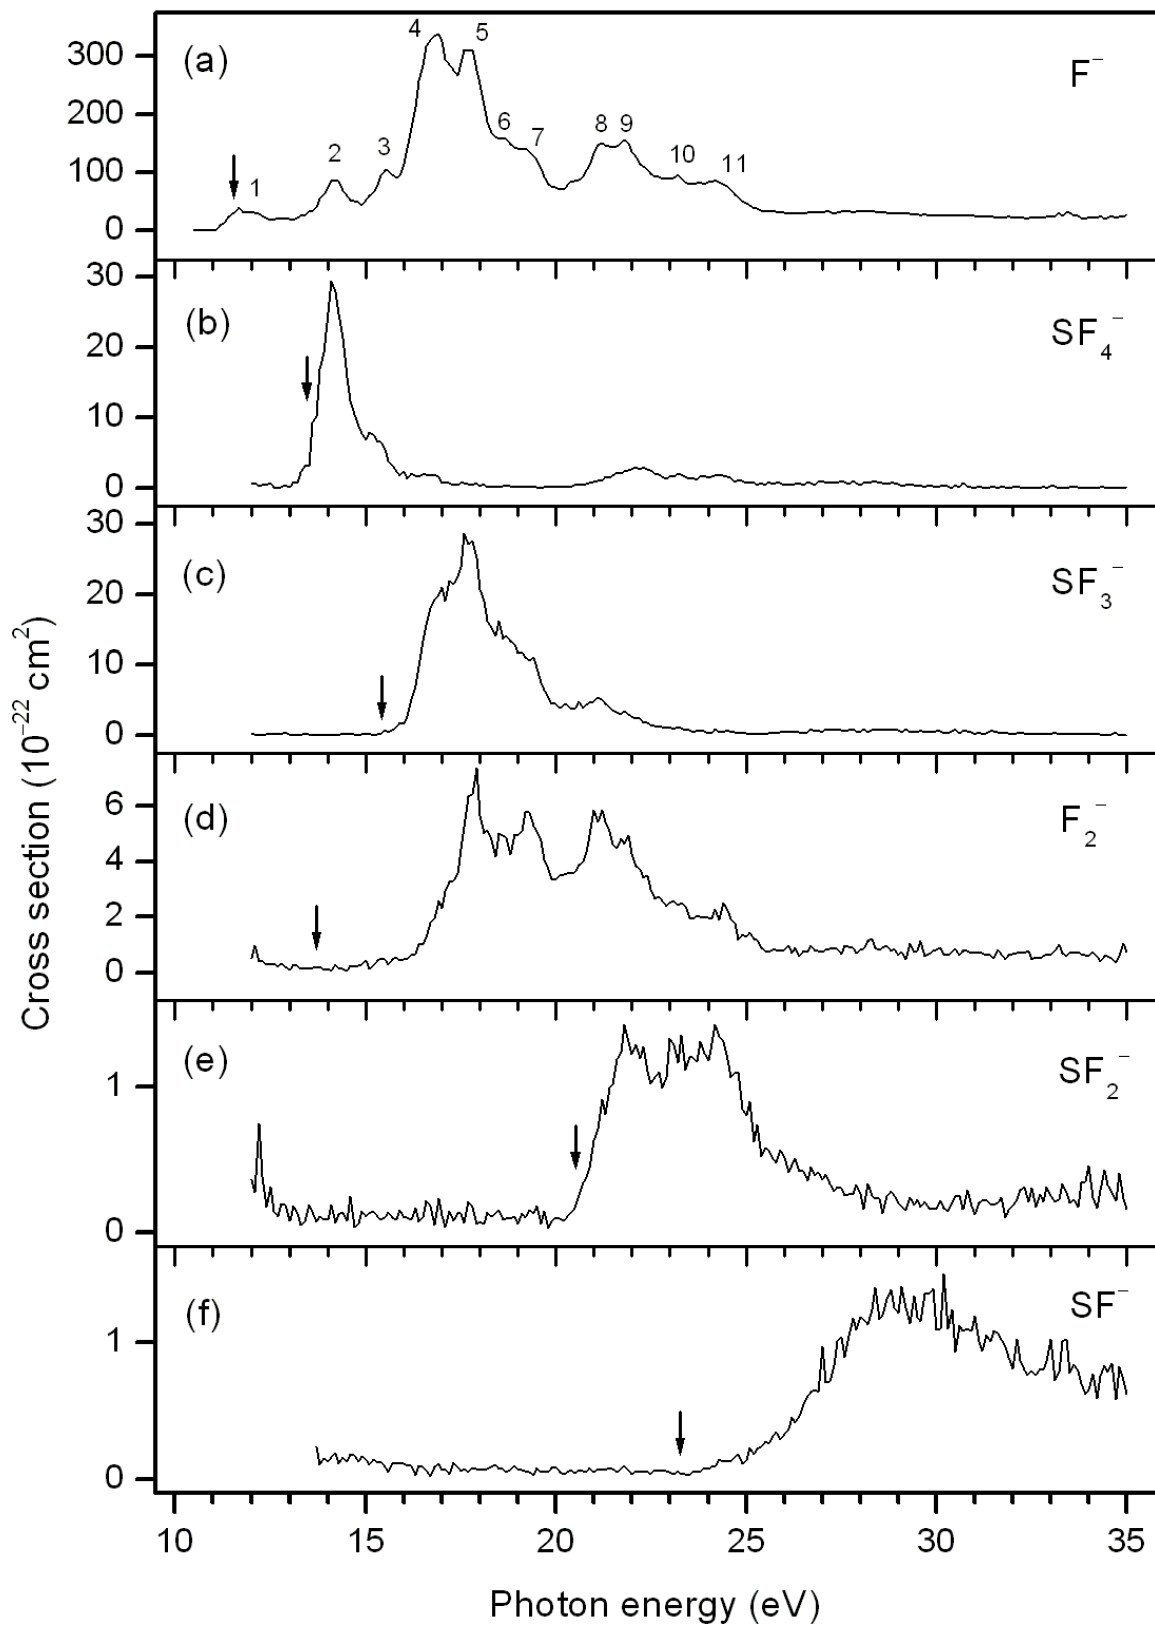 (a)
F⁻
300
200
100
0
1
2
3
4
5
6
7
8
9
10
11
(b)
SF₄⁻
30
20
10
0
(c)
SF₃⁻
30
20
10
0
(d)
F₂⁻
6
4
2
0
(e)
SF₂⁻
1
0
(f)
SF⁻
1
0
Cross section (10⁻²² cm²)
10 15 20 25 30 35
Photon energy (eV)